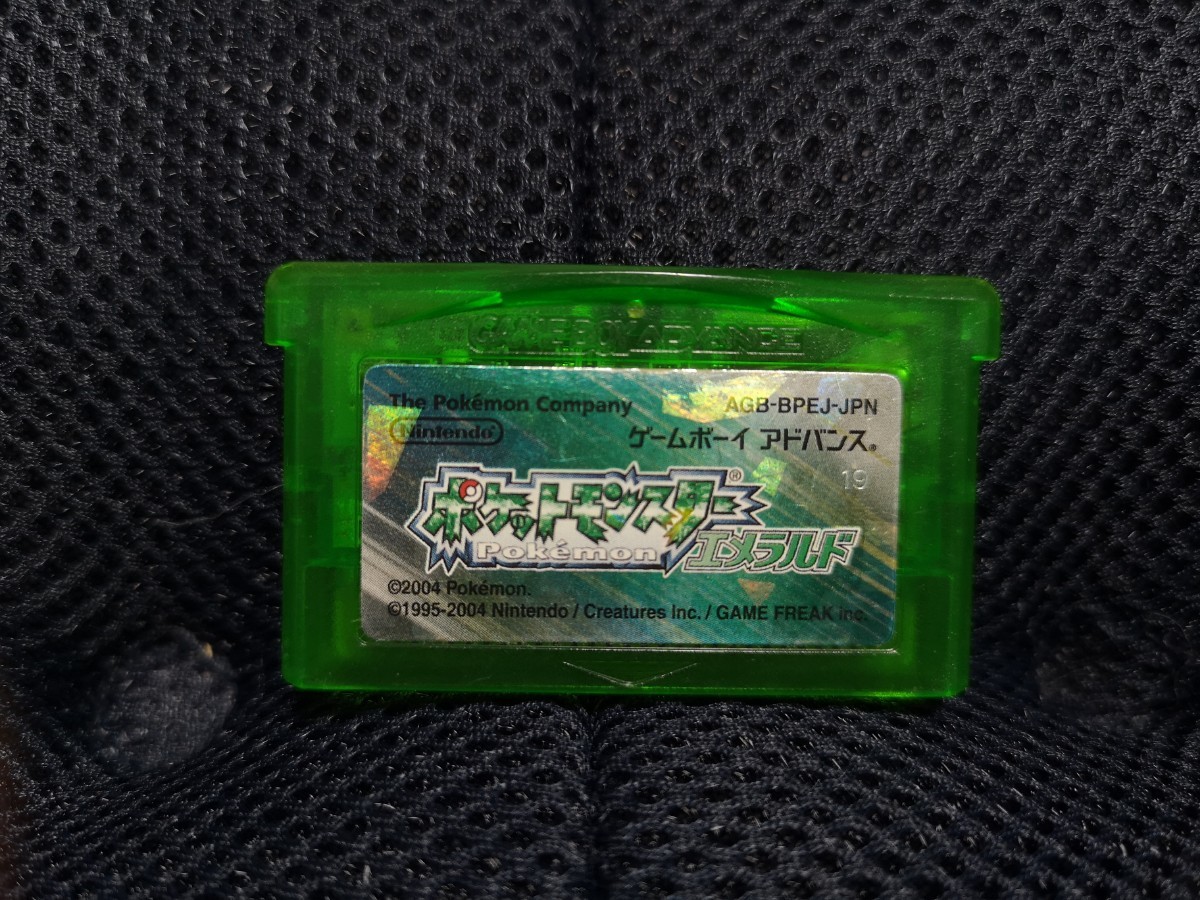 GAME BOY ADVANCE
The Pokémon Company AGB-BPEJ-JPN
Nintendo® ゲームボーイ アドバンス®
19
ポケットモンスター®
Pokémon エメラルド
©2004 Pokémon.
©1995-2004 Nintendo / Creatures inc. / GAME FREAK inc.